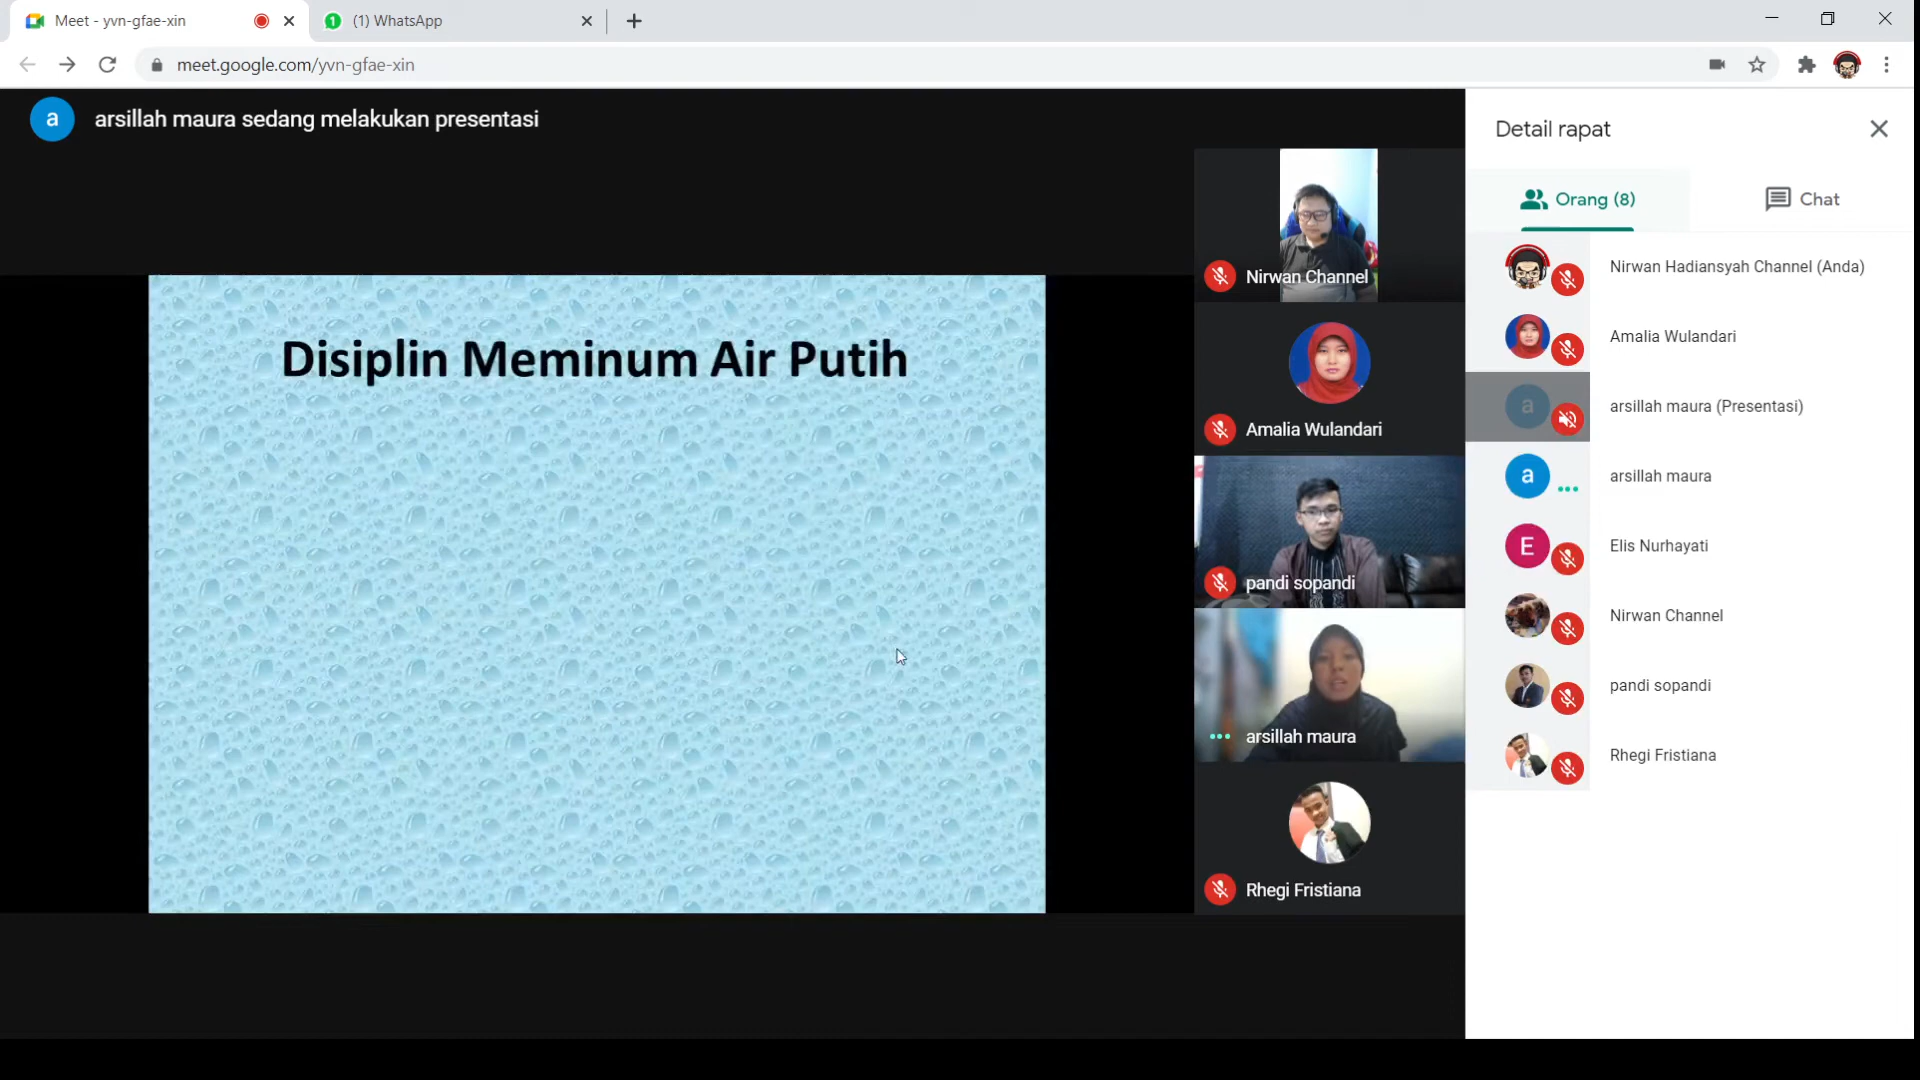 Meet - yvn-gfae-xin
1
(1) WhatsApp
meet.google.com/yvn-gfae-xin
a
arsillah maura sedang melakukan presentasi
Detail rapat
Orang (8)
Chat
Disiplin Meminum Air Putih
Nirwan Channel
Amalia Wulandari
pandi sopandi
arsillah maura
Rhegi Fristiana
Nirwan Hadiansyah Channel (Anda)
Amalia Wulandari
a
arsillah maura (Presentasi)
a
arsillah maura
E
Elis Nurhayati
Nirwan Channel
pandi sopandi
Rhegi Fristiana